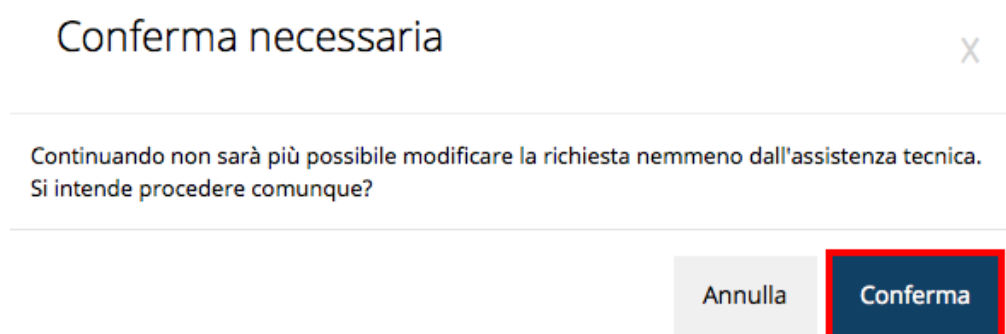 Conferma necessaria
X
Continuando non sarà più possibile modificare la richiesta nemmeno dall'assistenza tecnica.
Si intende procedere comunque?
Annulla
Conferma